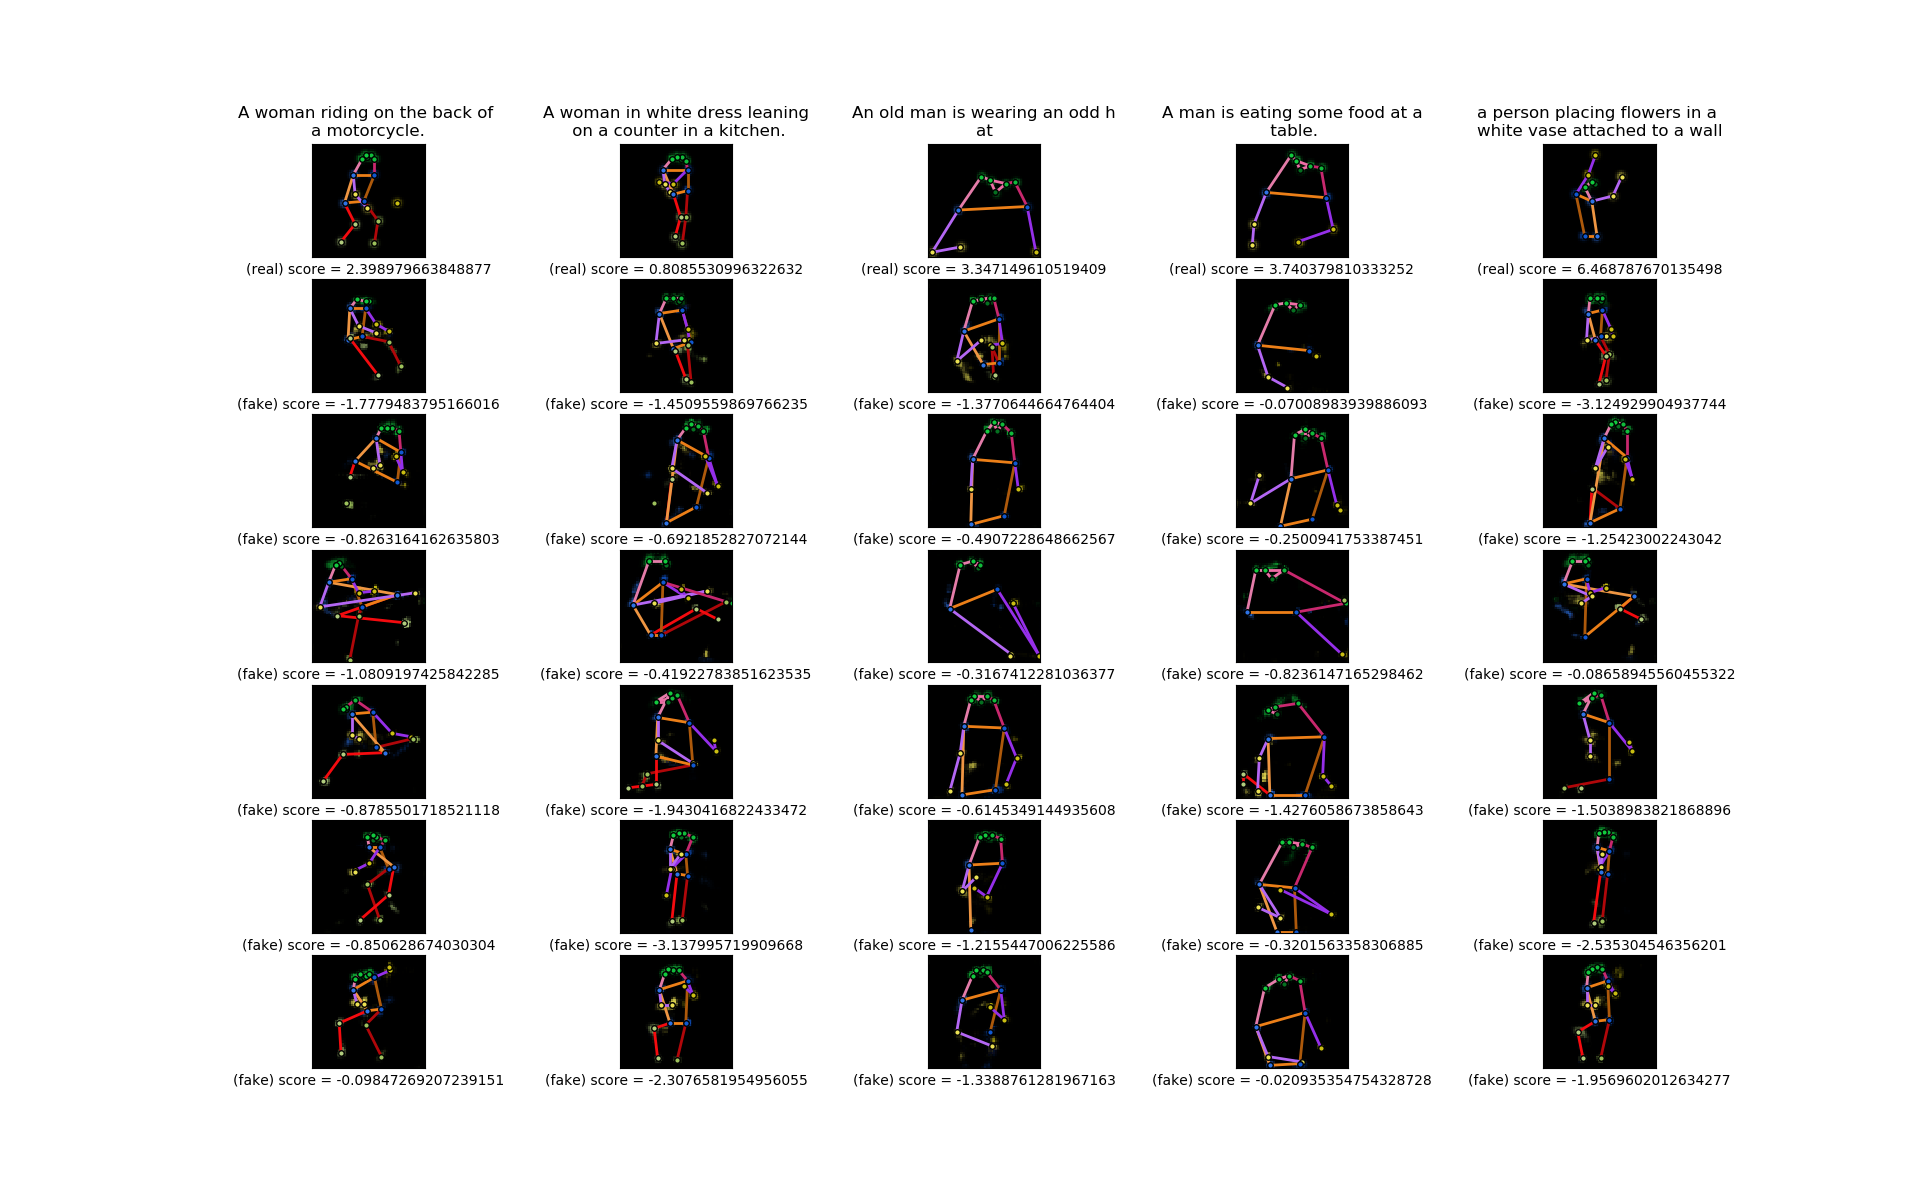 A woman riding on the back of
a motorcycle.
A woman in white dress leaning
on a counter in a kitchen.
An old man is wearing an odd h
at
A man is eating some food at a
table.
a person placing flowers in a
white vase attached to a wall
(real) score = 2.398979663848877
(real) score = 0.8085530996322632
(real) score = 3.347149610519409
(real) score = 3.740379810333252
(real) score = 6.468787670135498
(fake) score = -1.7779483795166016
(fake) score = -1.4509559869766235
(fake) score = -1.3770644664764404
(fake) score = -0.07008983939886093
(fake) score = -3.124929904937744
(fake) score = -0.8263164162635803
(fake) score = -0.6921852827072144
(fake) score = -0.4907228648662567
(fake) score = -0.2500941753387451
(fake) score = -1.25423002243042
(fake) score = -1.0809197425842285
(fake) score = -0.41922783851623535
(fake) score = -0.3167412281036377
(fake) score = -0.8236147165298462
(fake) score = -0.08658945560455322
(fake) score = -0.8785501718521118
(fake) score = -1.9430416822433472
(fake) score = -0.6145349144935608
(fake) score = -1.4276058673858643
(fake) score = -1.5038983821868896
(fake) score = -0.850628674030304
(fake) score = -3.137995719909668
(fake) score = -1.2155447006225586
(fake) score = -0.3201563358306885
(fake) score = -2.535304546356201
(fake) score = -0.09847269207239151
(fake) score = -2.3076581954956055
(fake) score = -1.3388761281967163
(fake) score = -0.020935354754328728
(fake) score = -1.9569602012634277